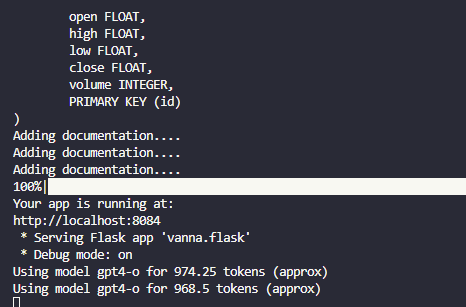 open FLOAT,
high FLOAT,
low FLOAT,
close FLOAT,
volume INTEGER,
PRIMARY KEY (id)
)
Adding documentation....
Adding documentation....
Adding documentation....
100%|
Your app is running at:
http://localhost:8084
* Serving Flask app 'vanna.flask'
* Debug mode: on
Using model gpt4-o for 974.25 tokens (approx)
Using model gpt4-o for 968.5 tokens (approx)